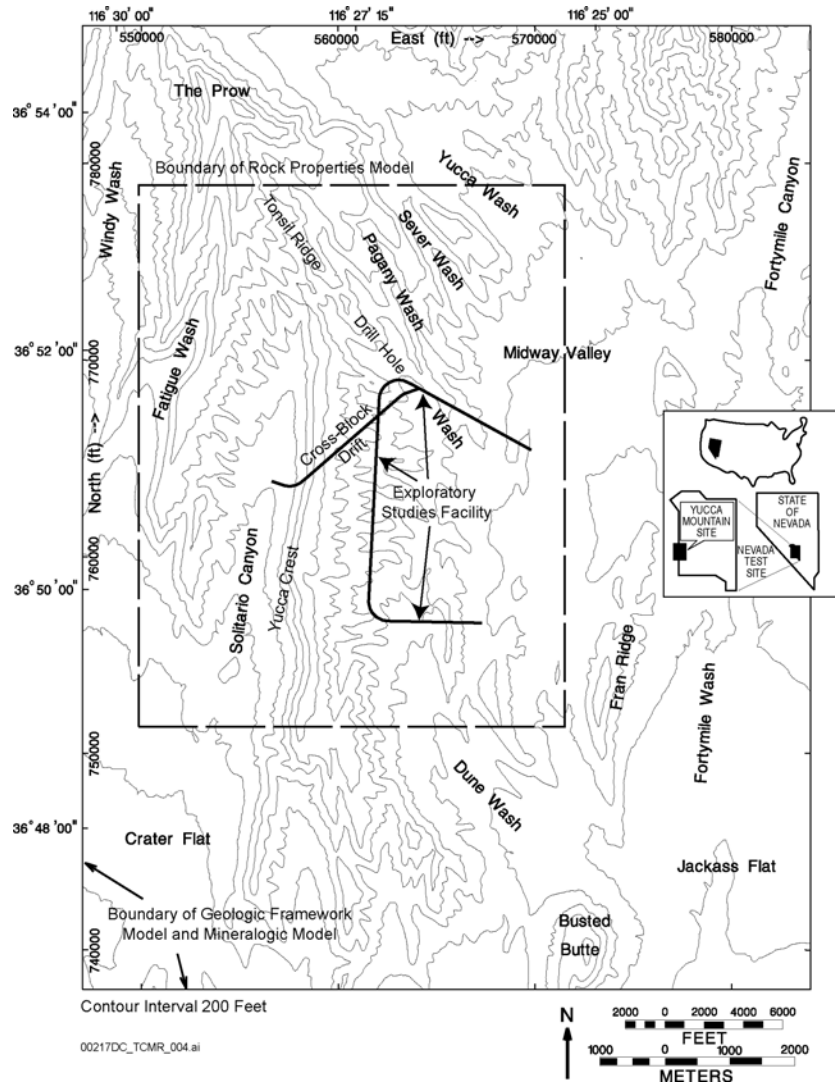 116° 30' 00"
116° 27' 15"
116° 25' 00"
550000
560000
570000
580000
East (ft) -->
The Prow
36° 54' 00"
780000
Boundary of Rock Properties Model
Yucca Wash
Windy Wash
Tonsil Ridge
Sever Wash
Pagany Wash
Fortymile Canyon
Drill Hole
Wash
36° 52' 00"
770000
Midway Valley
Fatigue Wash
North (ft) -->
Cross-Block
Drift
Exploratory
Studies Facility
YUCCA
MOUNTAIN
SITE
STATE
OF
NEVADA
NEVADA
TEST
SITE
760000
36° 50' 00"
Solitario Canyon
Yucca Crest
Fran Ridge
Fortymile Wash
750000
Dune Wash
36° 48' 00"
Crater Flat
Jackass Flat
Boundary of Geologic Framework
Model and Mineralogic Model
Busted
Butte
740000
Contour Interval 200 Feet
00217DC_TCMR_004.ai
N
2000 0 2000 4000 6000
FEET
1000 0 1000 2000
METERS